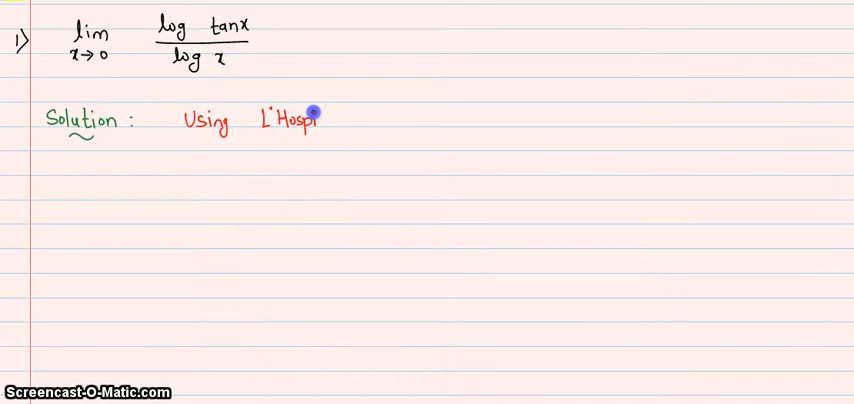 1) lim x→0 log tanx / log x
Solution : Using L'Hospi
Screencast-O-Matic.com